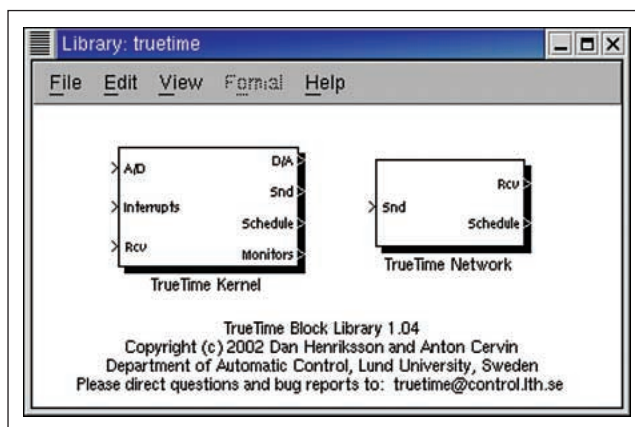 Library: truetime
File Edit View Format Help
A/D
Interrupts
Rcv
D/A
Snd
Schedule
Monitors
TrueTime Kernel
Snd
Rcv
Schedule
TrueTime Network
TrueTime Block Library 1.04
Copyright (c) 2002 Dan Henriksson and Anton Cervin
Department of Automatic Control, Lund University, Sweden
Please direct questions and bug reports to: truetime@control.lth.se